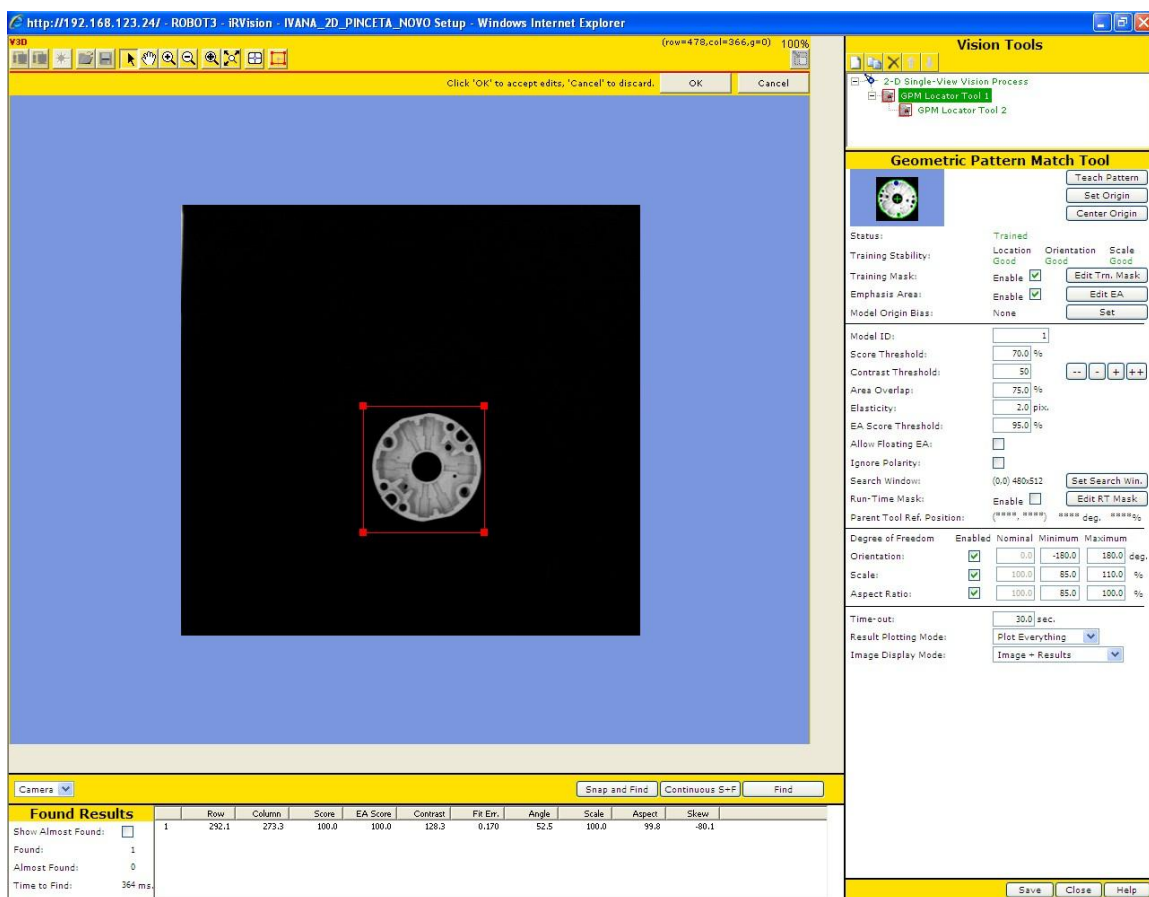 http://192.168.123.24/ - ROBOT3 - iRVision - IVANA_2D_PINCETA_NOVO Setup - Windows Internet Explorer
V3D
(row=478,col=366,g=0) 100%
Click 'OK' to accept edits, 'Cancel' to discard. OK Cancel
Vision Tools
2-D Single-View Vision Process
GPM Locator Tool 1
GPM Locator Tool 2
Geometric Pattern Match Tool
Teach Pattern
Set Origin
Center Origin
Status: Trained
Training Stability: Location Orientation Scale
Good Good Good
Training Mask: Enable Edit Trn. Mask
Emphasis Area: Enable Edit EA
Model Origin Bias: None Set
Model ID: 1
Score Threshold: 70.0 %
Contrast Threshold: 50 -- - + ++
Area Overlap: 75.0 %
Elasticity: 2.0 pix.
EA Score Threshold: 95.0 %
Allow Floating EA:
Ignore Polarity:
Search Window: (0,0) 480x512 Set Search Win.
Run-Time Mask: Enable Edit RT Mask
Parent Tool Ref. Position: (****, ****) **** deg. ****%
Degree of Freedom Enabled Nominal Minimum Maximum
Orientation: 0.0 -180.0 180.0 deg.
Scale: 100.0 85.0 110.0 %
Aspect Ratio: 100.0 85.0 100.0 %
Time-out: 30.0 sec.
Result Plotting Mode: Plot Everything
Image Display Mode: Image + Results
Camera Snap and Find Continuous S+F Find
Found Results
Show Almost Found:
Found: 1
Almost Found: 0
Time to Find: 364 ms.
Row Column Score EA Score Contrast Fit Err. Angle Scale Aspect Skew
1 292.1 273.3 100.0 100.0 128.3 0.170 52.5 100.0 99.8 -80.1
Save Close Help